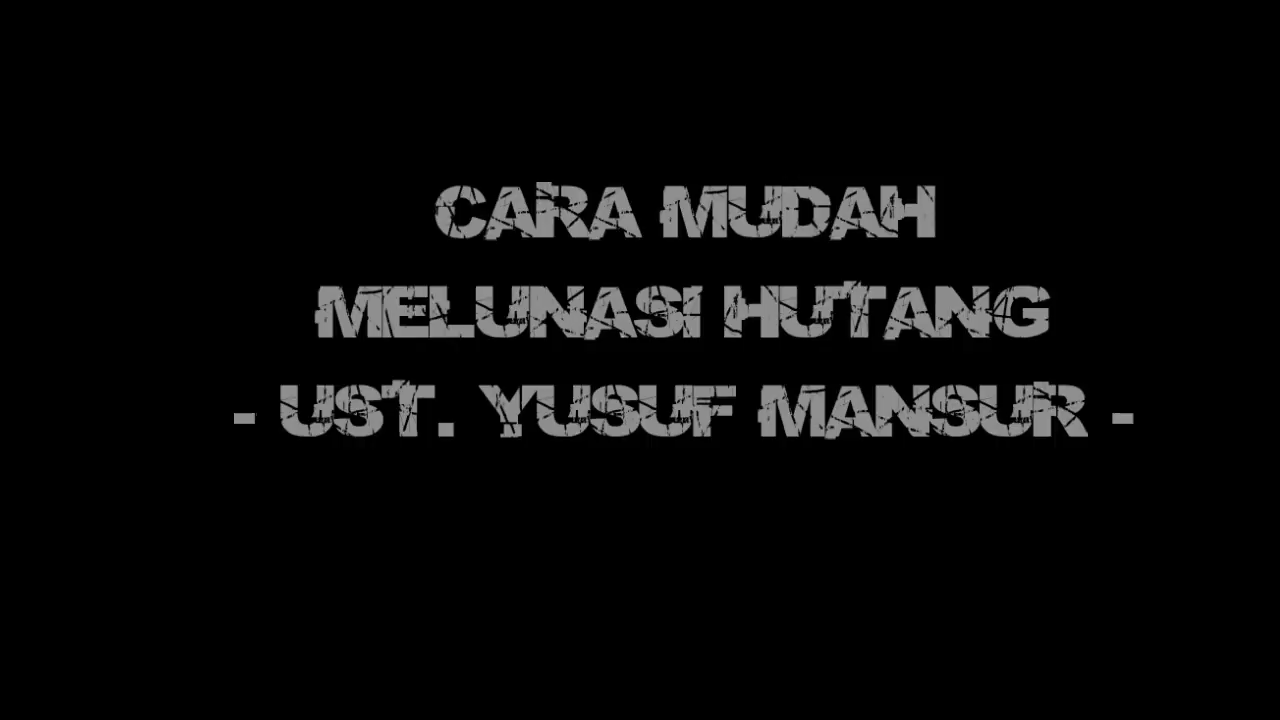 CARA MUDAH
MELUNASI HUTANG
- UST. YUSUF MANSUR -